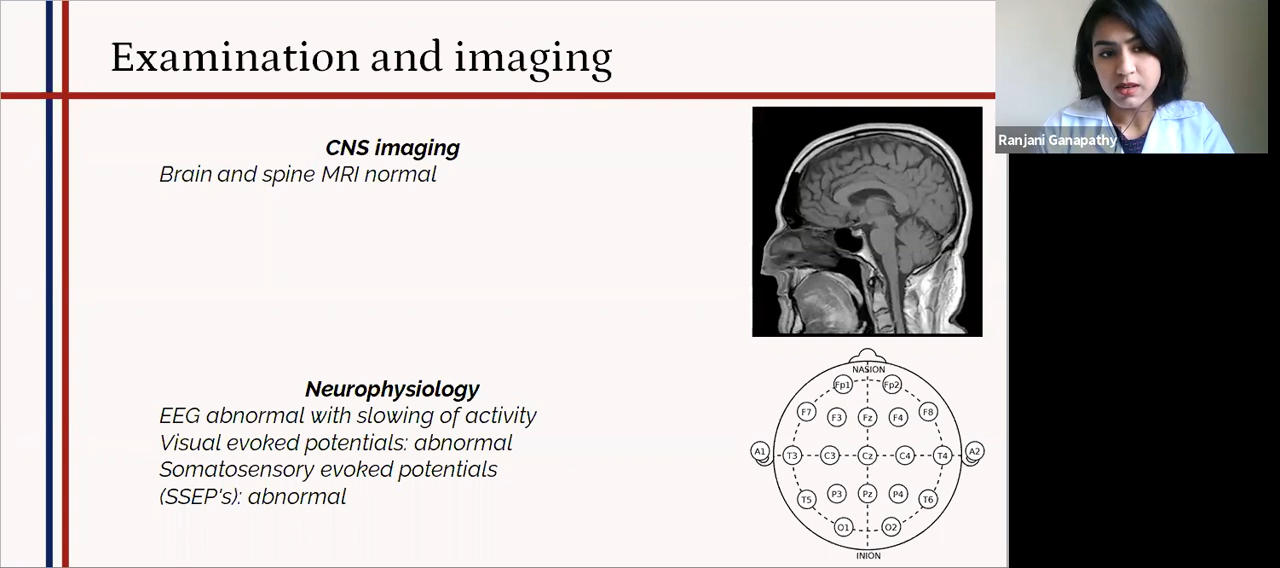 Examination and imaging
Ranjani Ganapathy
CNS imaging
Brain and spine MRI normal
Neurophysiology
EEG abnormal with slowing of activity
Visual evoked potentials: abnormal
Somatosensory evoked potentials
(SSEP's): abnormal
NASION
Fp1 Fp2
F7 F3 Fz F4 F8
A1 T3 C3 Cz C4 T4 A2
T5 P3 Pz P4 T6
O1 O2
INION